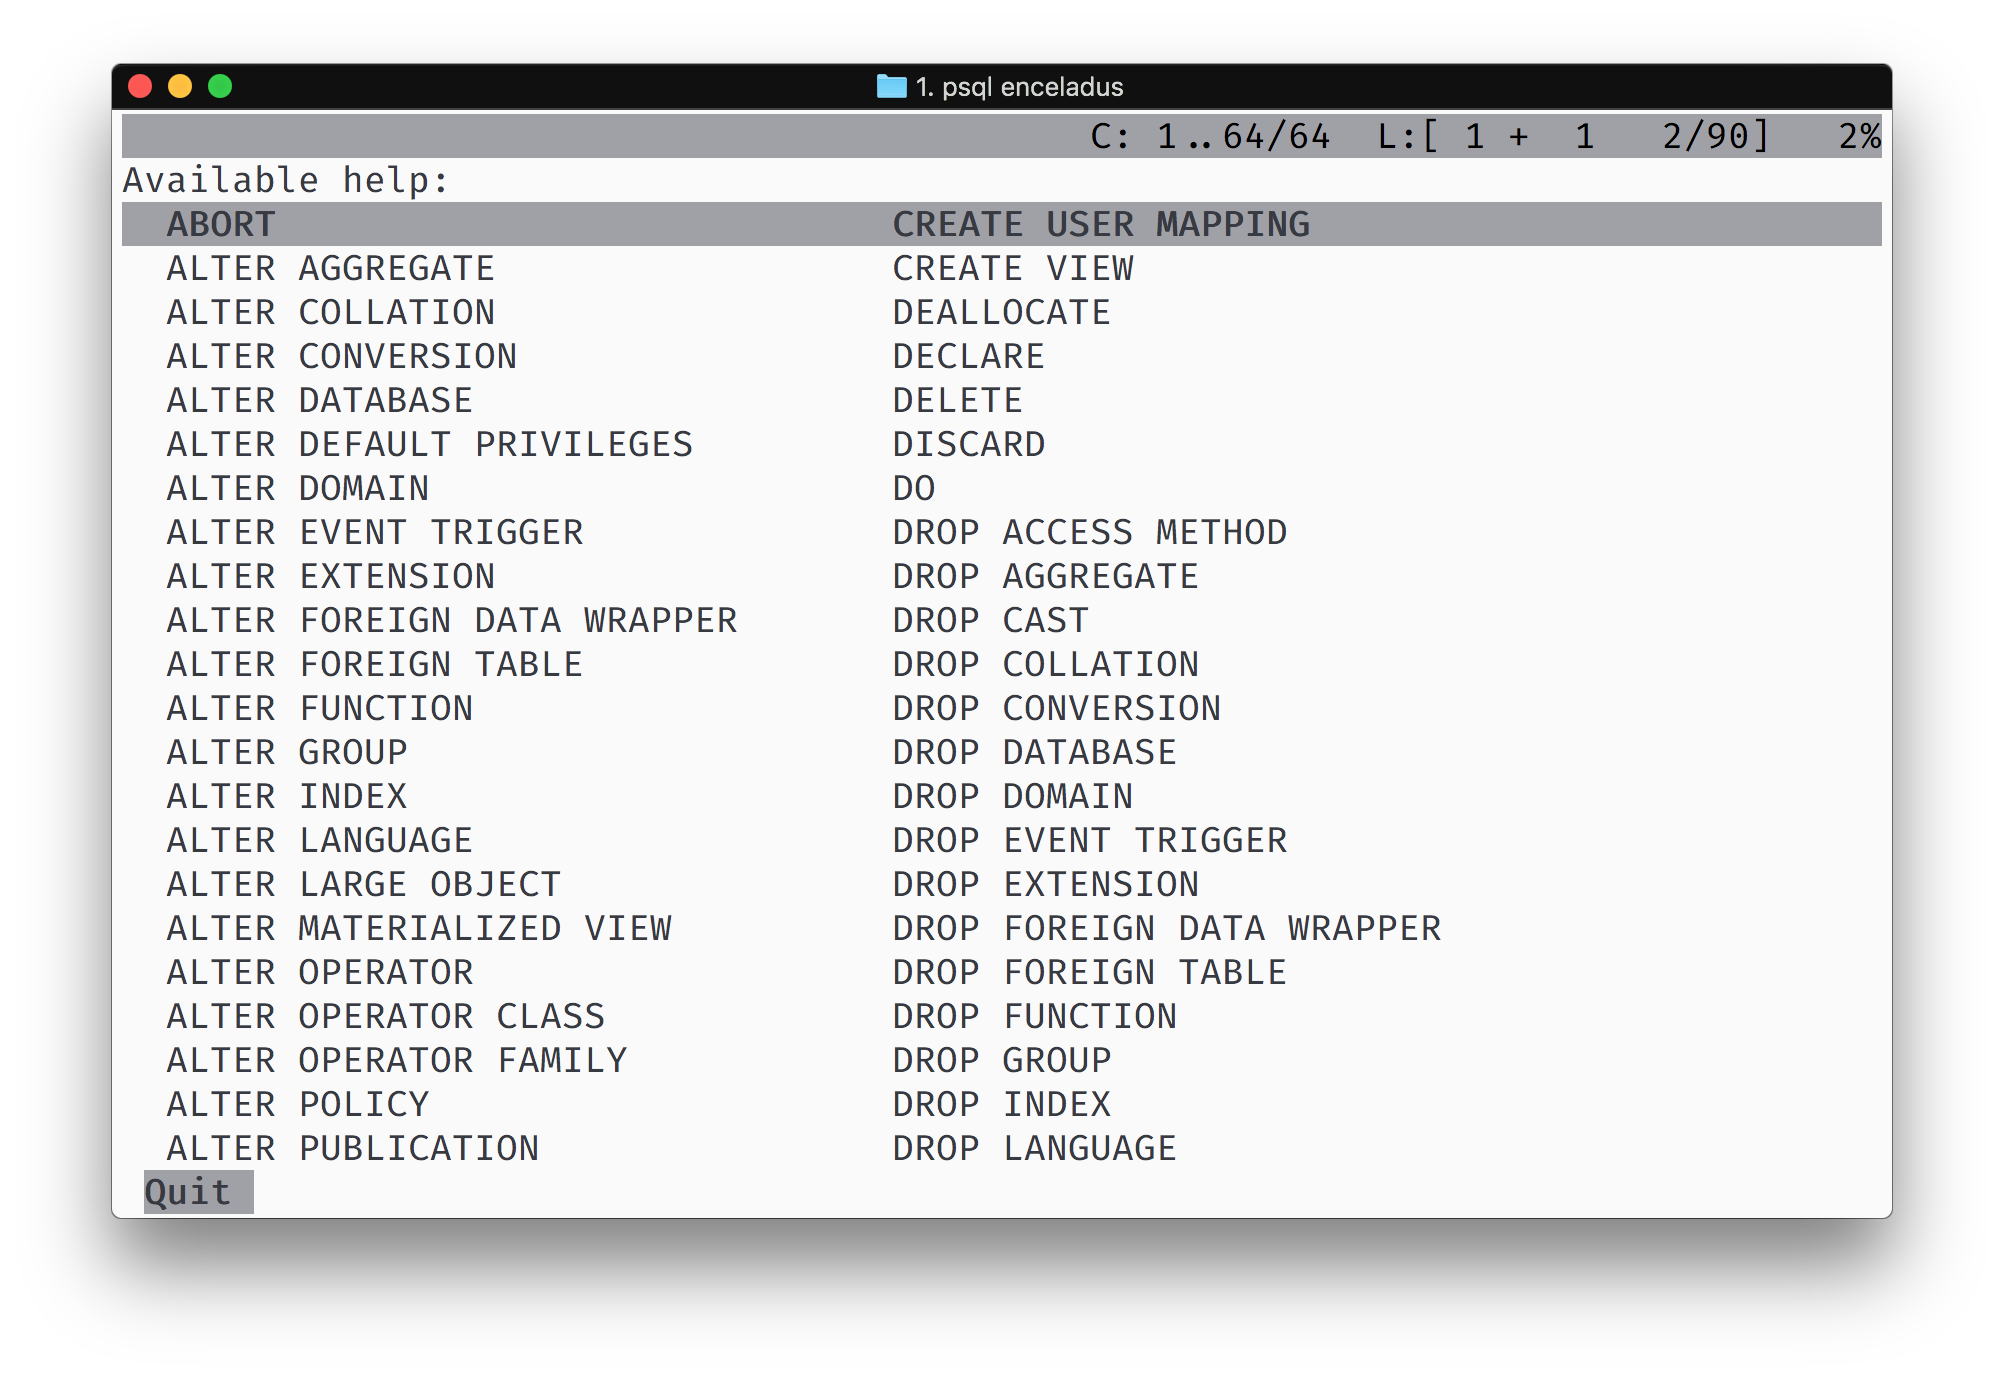 1. psql enceladus
C: 1..64/64 L:[ 1 + 1 2/90] 2%
Available help:
ABORT CREATE USER MAPPING
ALTER AGGREGATE CREATE VIEW
ALTER COLLATION DEALLOCATE
ALTER CONVERSION DECLARE
ALTER DATABASE DELETE
ALTER DEFAULT PRIVILEGES DISCARD
ALTER DOMAIN DO
ALTER EVENT TRIGGER DROP ACCESS METHOD
ALTER EXTENSION DROP AGGREGATE
ALTER FOREIGN DATA WRAPPER DROP CAST
ALTER FOREIGN TABLE DROP COLLATION
ALTER FUNCTION DROP CONVERSION
ALTER GROUP DROP DATABASE
ALTER INDEX DROP DOMAIN
ALTER LANGUAGE DROP EVENT TRIGGER
ALTER LARGE OBJECT DROP EXTENSION
ALTER MATERIALIZED VIEW DROP FOREIGN DATA WRAPPER
ALTER OPERATOR DROP FOREIGN TABLE
ALTER OPERATOR CLASS DROP FUNCTION
ALTER OPERATOR FAMILY DROP GROUP
ALTER POLICY DROP INDEX
ALTER PUBLICATION DROP LANGUAGE
Quit